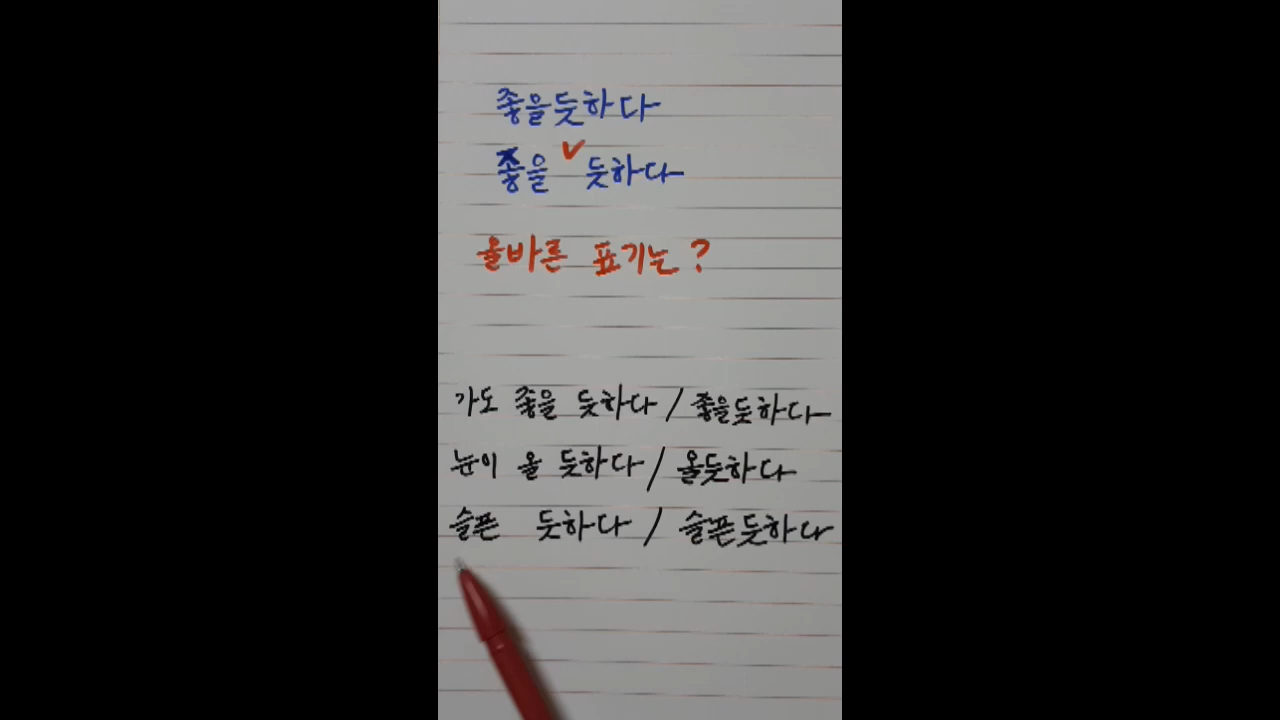 좋을듯하다
좋을 ∨ 듯하다
올바른 표기는?
가도 좋을 듯하다 / 좋을듯하다
눈이 올 듯하다 / 올듯하다
슬픈 듯하다 / 슬픈듯하다